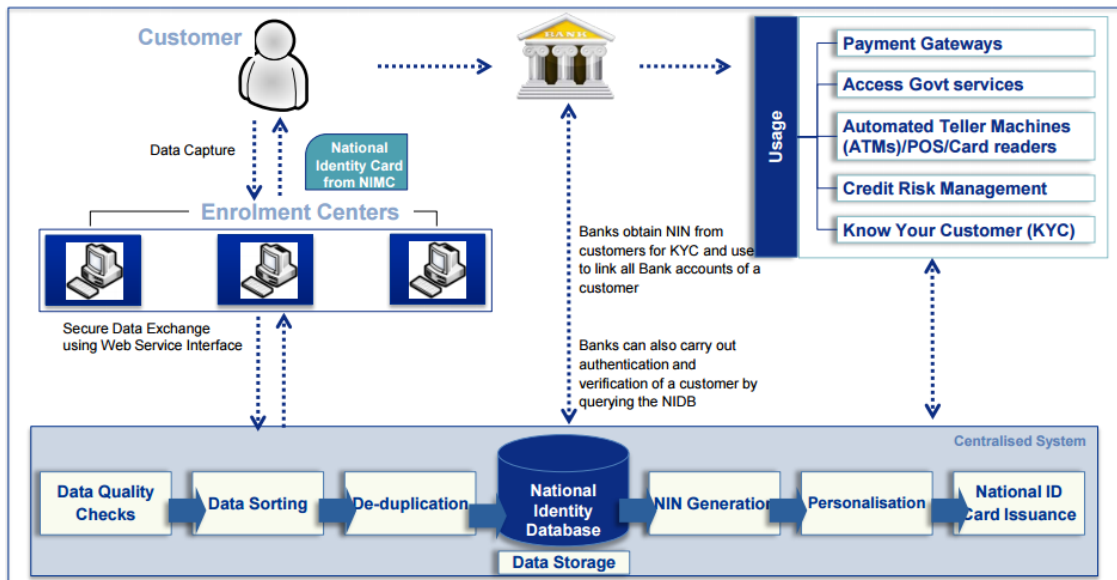 Customer
BANK
Usage
Payment Gateways
Access Govt services
Automated Teller Machines
(ATMs)/POS/Card readers
Credit Risk Management
Know Your Customer (KYC)
Data Capture
National
Identity Card
from NIMC
Enrolment Centers
Secure Data Exchange
using Web Service Interface
Banks obtain NIN from
customers for KYC and use
to link all Bank accounts of a
customer
Banks can also carry out
authentication and
verification of a customer by
querying the NIDB
Centralised System
Data Quality
Checks
Data Sorting
De-duplication
National
Identity
Database
Data Storage
NIN Generation
Personalisation
National ID
Card Issuance